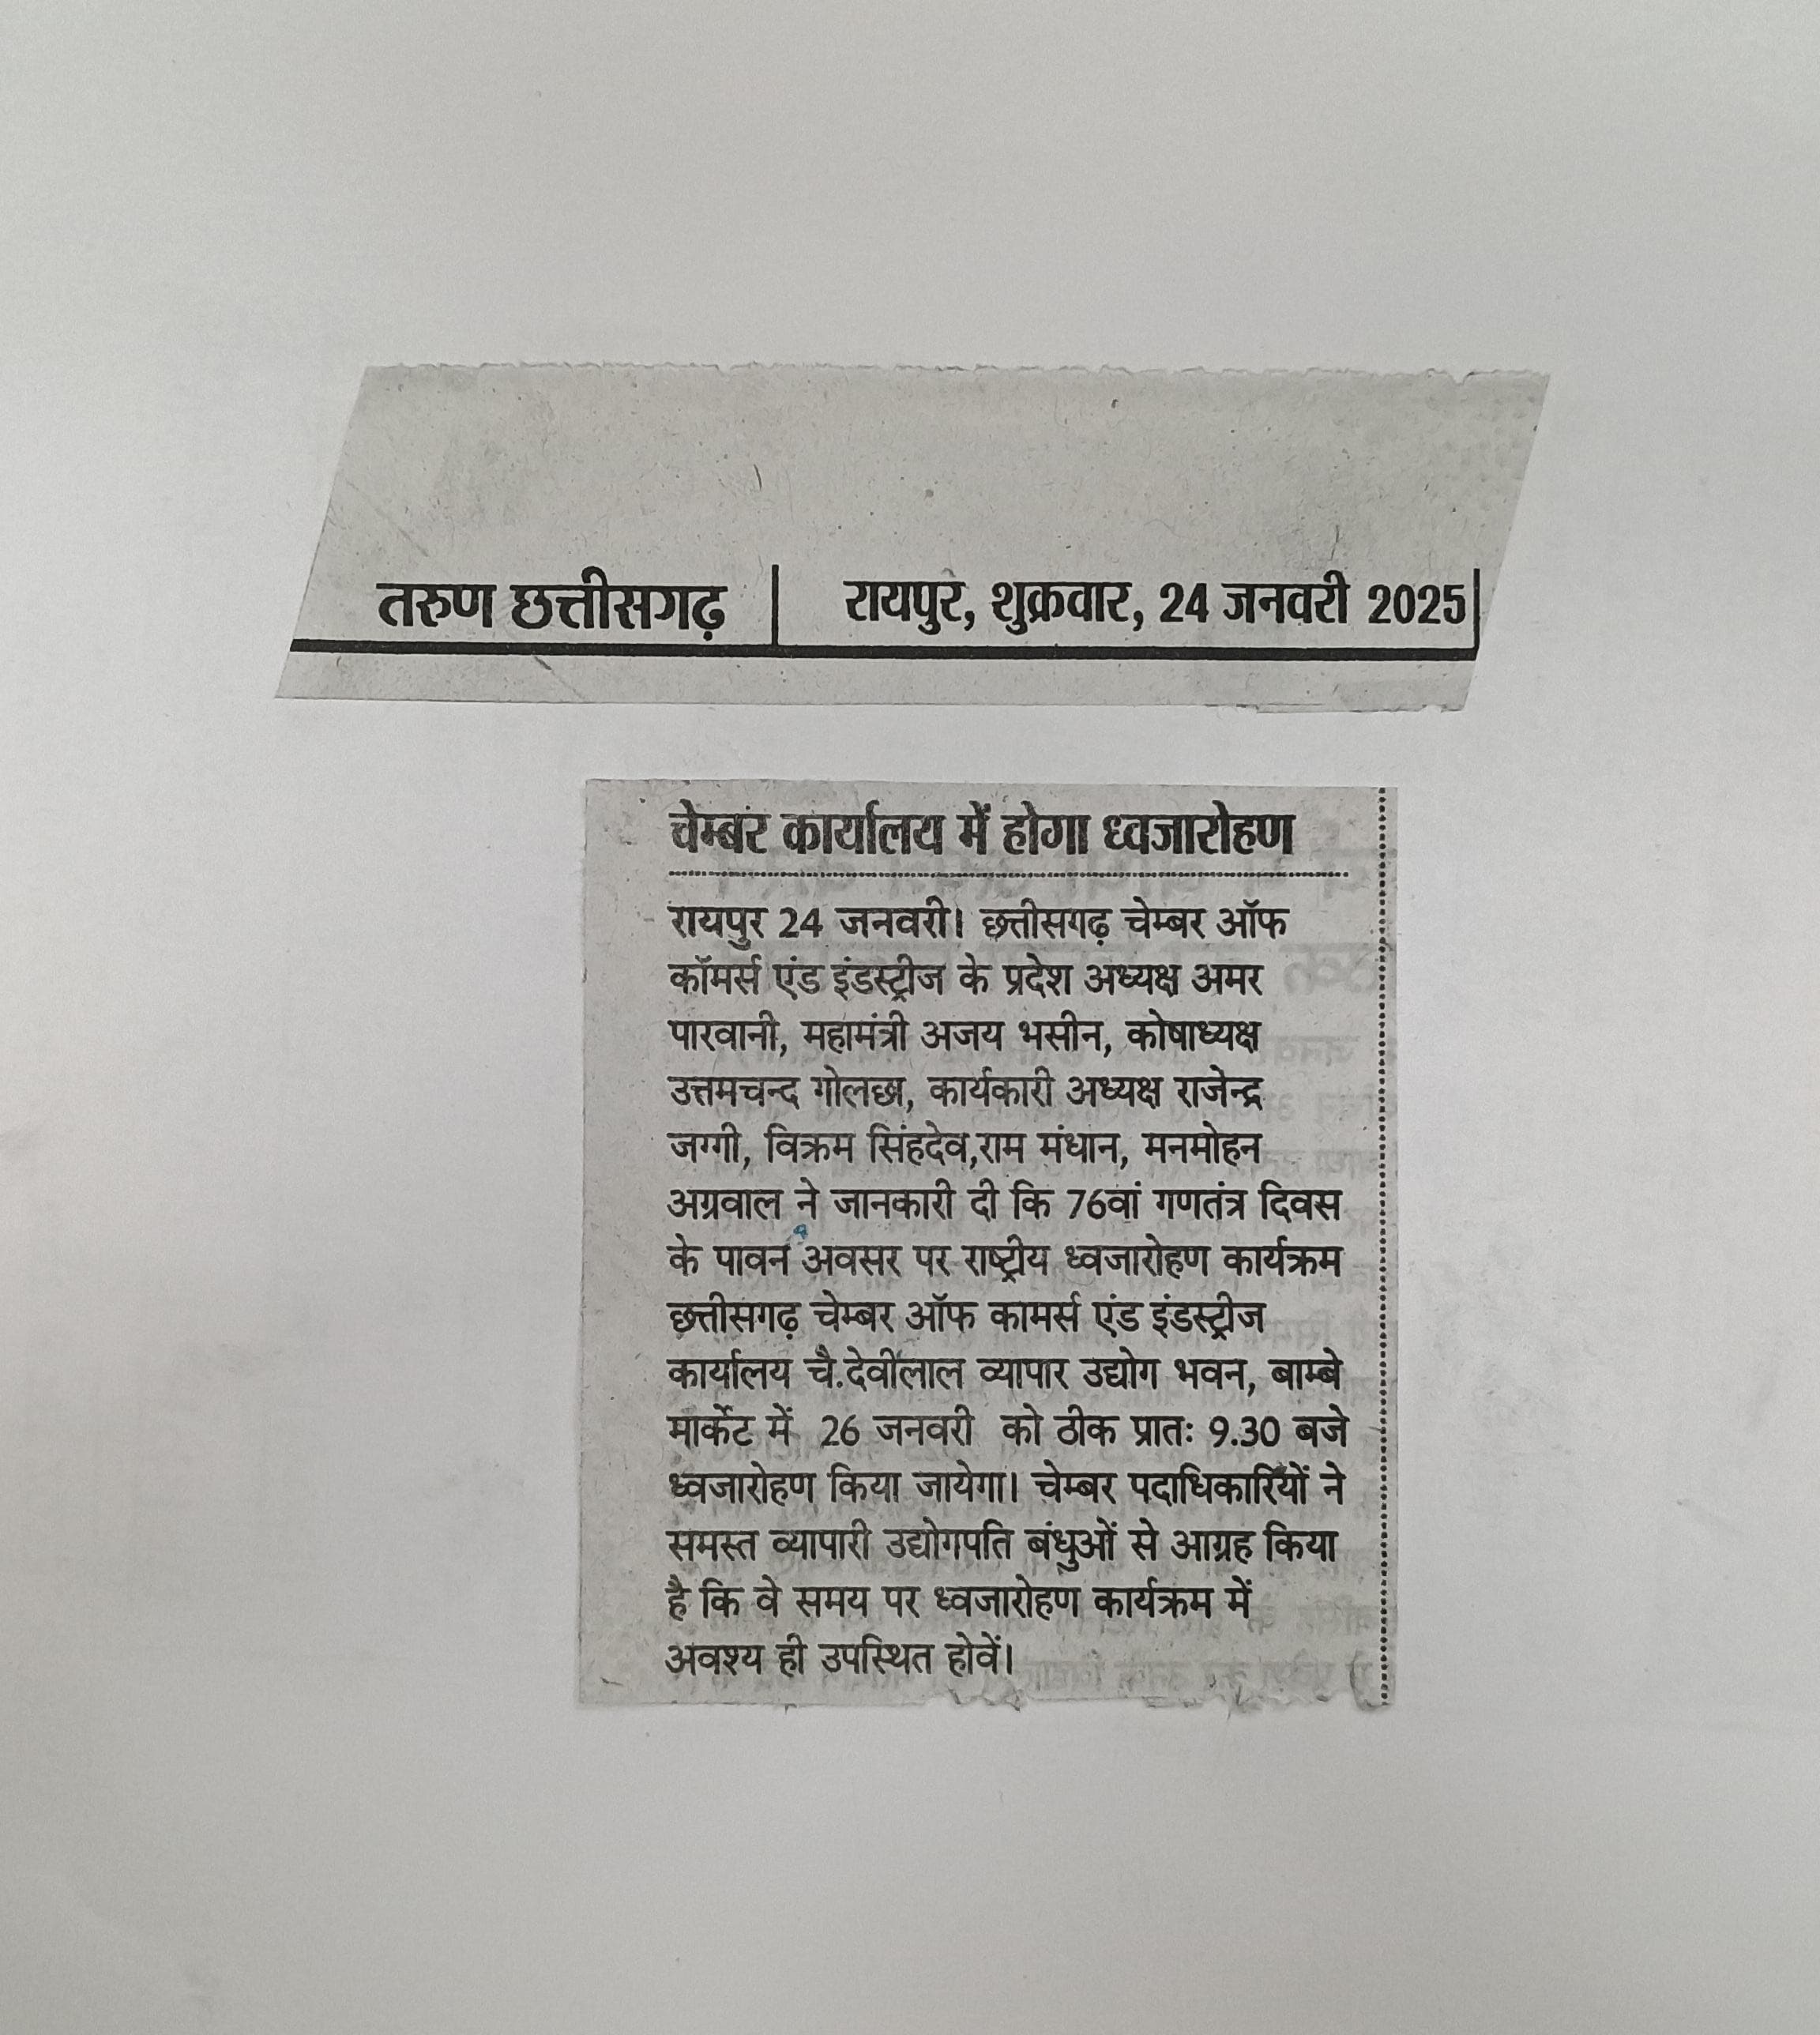 तरुण छत्तीसगढ़ | रायपुर, शुक्रवार, 24 जनवरी 2025
चेम्बर कार्यालय में होगा ध्वजारोहण
रायपुर 24 जनवरी। छत्तीसगढ़ चेम्बर ऑफ
कॉमर्स एंड इंडस्ट्रीज के प्रदेश अध्यक्ष अमर
पारवानी, महामंत्री अजय भसीन, कोषाध्यक्ष
उत्तमचन्द गोलछा, कार्यकारी अध्यक्ष राजेन्द्र
जग्गी, विक्रम सिंहदेव,राम मंधान, मनमोहन
अग्रवाल ने जानकारी दी कि 76वां गणतंत्र दिवस
के पावन अवसर पर राष्ट्रीय ध्वजारोहण कार्यक्रम
छत्तीसगढ़ चेम्बर ऑफ कामर्स एंड इंडस्ट्रीज
कार्यालय चै.देवीलाल व्यापार उद्योग भवन, बाम्बे
मार्केट में 26 जनवरी को ठीक प्रातः 9.30 बजे
ध्वजारोहण किया जायेगा। चेम्बर पदाधिकारियों ने
समस्त व्यापारी उद्योगपति बंधुओं से आग्रह किया
है कि वे समय पर ध्वजारोहण कार्यक्रम में
अवश्य ही उपस्थित होवें।